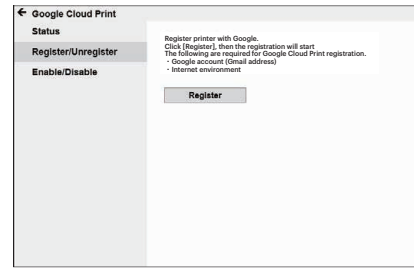 ← Google Cloud Print
Status
Register/Unregister
Enable/Disable
Register printer with Google.
Click [Register], then the registration will start
The following are required for Google Cloud Print registration.
・Google account (Gmail address)
・Internet environment
Register